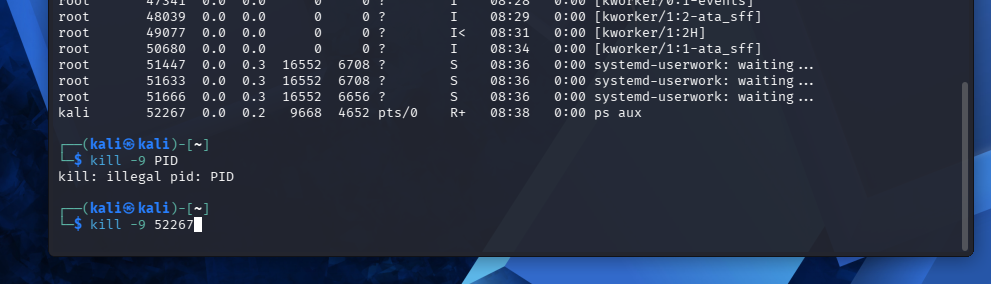 root       47341  0.0  0.0      0     0 ?        I    08:28   0:00 [kworker/0:1-events]
root       48039  0.0  0.0      0     0 ?        I    08:29   0:00 [kworker/1:2-ata_sff]
root       49077  0.0  0.0      0     0 ?        I<   08:31   0:00 [kworker/1:2H]
root       50680  0.0  0.0      0     0 ?        I    08:34   0:00 [kworker/1:1-ata_sff]
root       51447  0.0  0.3  16552  6708 ?        S    08:36   0:00 systemd-userwork: waiting...
root       51633  0.0  0.3  16552  6708 ?        S    08:36   0:00 systemd-userwork: waiting...
root       51666  0.0  0.3  16552  6656 ?        S    08:36   0:00 systemd-userwork: waiting...
kali       52267  0.0  0.2   9668  4652 pts/0    R+   08:38   0:00 ps aux
┌──(kali㉿kali)-[~]
└─$ kill -9 PID
kill: illegal pid: PID
┌──(kali㉿kali)-[~]
└─$ kill -9 52267